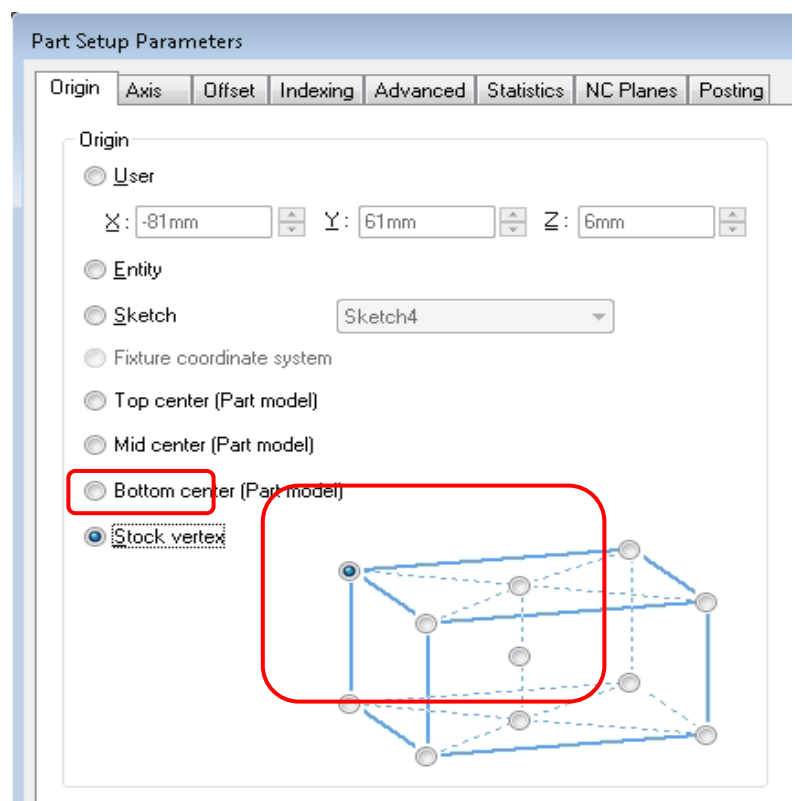 Part Setup Parameters
Origin Axis Offset Indexing Advanced Statistics NC Planes Posting
Origin
User
X: -81mm Y: 61mm Z: 6mm
Entity
Sketch Sketch4
Fixture coordinate system
Top center (Part model)
Mid center (Part model)
Bottom center (Part model)
Stock vertex